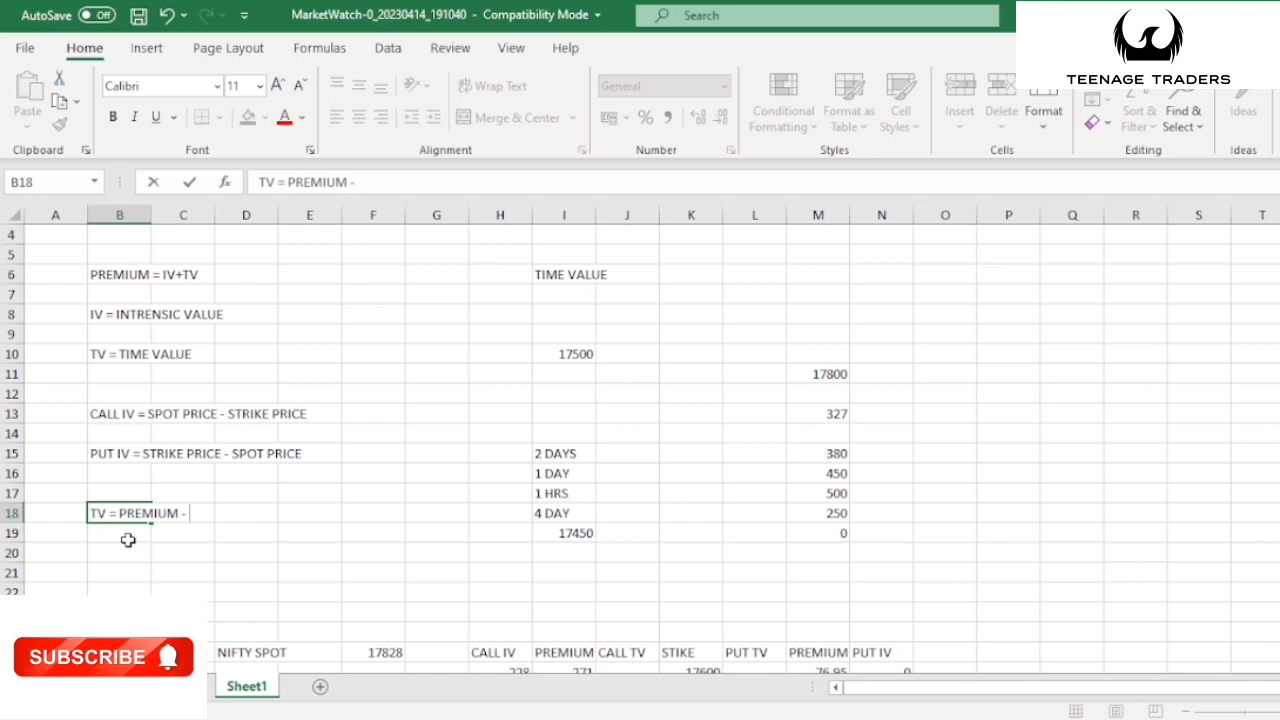 AutoSave Off MarketWatch-0_20230414_191040 - Compatibility Mode Search
TEENAGE TRADERS
File Home Insert Page Layout Formulas Data Review View Help
Paste Calibri 11 A A Wrap Text General Conditional Formatting Format as Table Cell Styles Insert Delete Format Sort & Filter Find & Select Ideas
B I U A Merge & Center %
Clipboard Font Alignment Number Styles Cells Editing Ideas
B18 fx TV = PREMIUM -
A B C D E F G H I J K L M N O P Q R S T
4
5
6 PREMIUM = IV+TV TIME VALUE
7
8 IV = INTRENSIC VALUE
9
10 TV = TIME VALUE 17500
11 17800
12
13 CALL IV = SPOT PRICE - STRIKE PRICE 327
14
15 PUT IV = STRIKE PRICE - SPOT PRICE 2 DAYS 380
16 1 DAY 450
17 1 HRS 500
18 TV = PREMIUM - 4 DAY 250
19 17450 0
20
21
22
SUBSCRIBE
NIFTY SPOT 17828 CALL IV PREMIUM CALL TV STIKE PUT TV PREMIUM PUT IV
228 271 17600 76.95 0
Sheet1